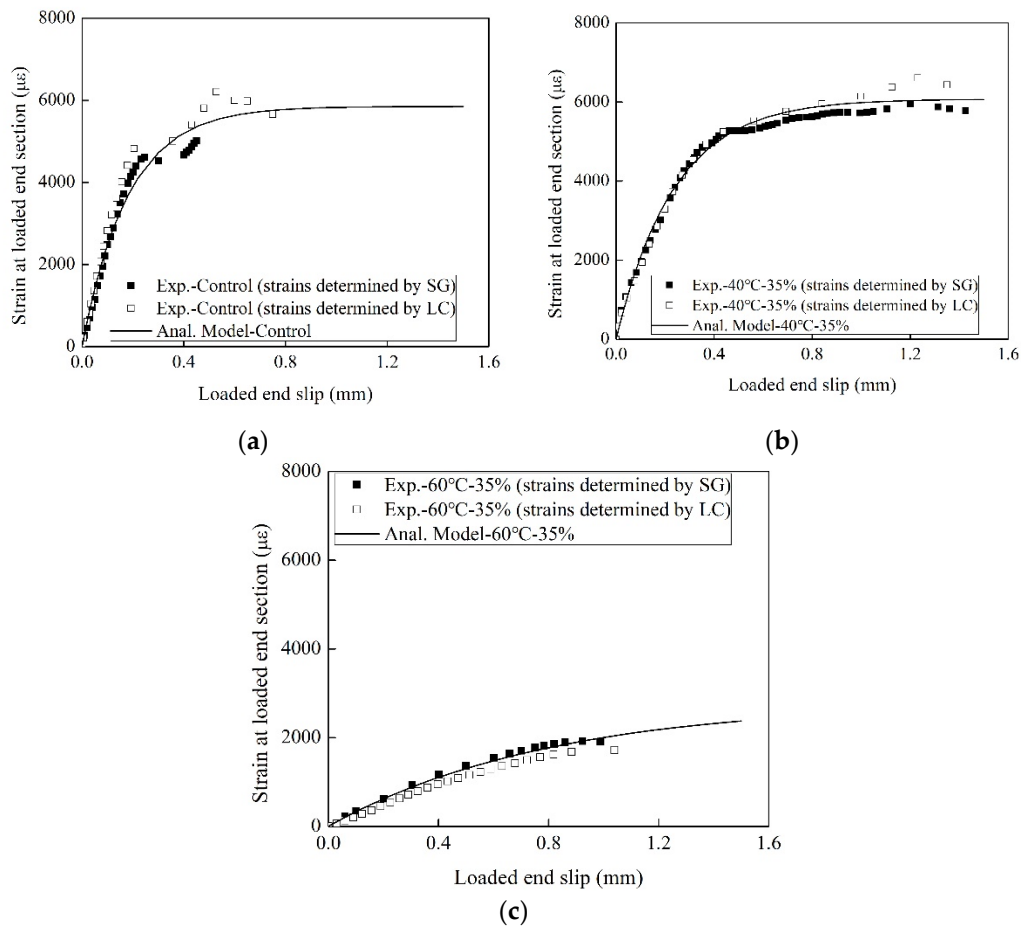 (a)
8000
6000
4000
2000
0
Strain at loaded end section (με)
Exp.-Control (strains determined by SG)
Exp.-Control (strains determined by LC)
Anal. Model-Control
0.0 0.4 0.8 1.2 1.6
Loaded end slip (mm)
(b)
8000
6000
4000
2000
0
Strain at loaded end section (με)
Exp.-40℃-35% (strains determined by SG)
Exp.-40℃-35% (strains determined by LC)
Anal. Model-40℃-35%
0.0 0.4 0.8 1.2 1.6
Loaded end slip (mm)
8000
6000
4000
2000
0
Strain at loaded end section (με)
Exp.-60℃-35% (strains determined by SG)
Exp.-60℃-35% (strains determined by LC)
Anal. Model-60℃-35%
0.0 0.4 0.8 1.2 1.6
Loaded end slip (mm)
(c)